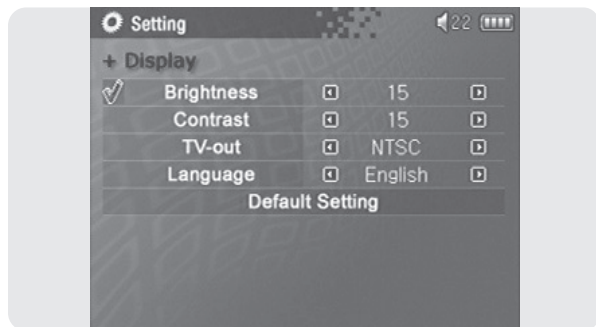 Setting 22
+ Display
Brightness 15
Contrast 15
TV-out NTSC
Language English
Default Setting